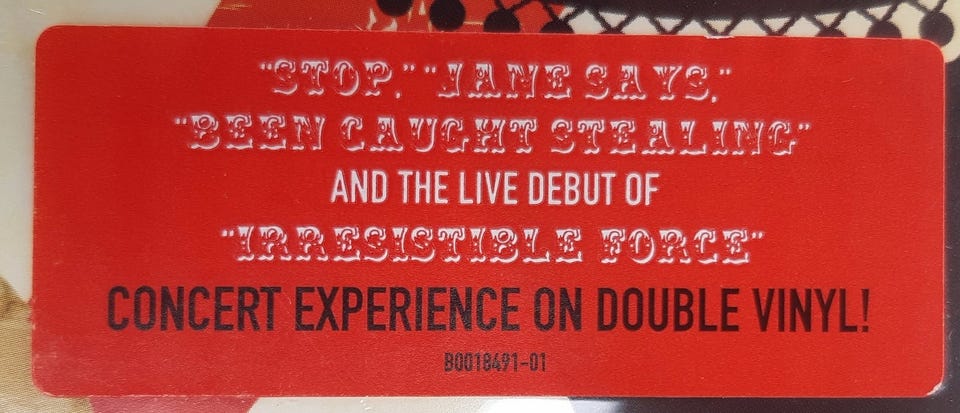 "STOP," "JANE SAYS,"
"BEEN CAUGHT STEALING"
AND THE LIVE DEBUT OF
"IRRESISTIBLE FORCE"
CONCERT EXPERIENCE ON DOUBLE VINYL!
B0018491-01